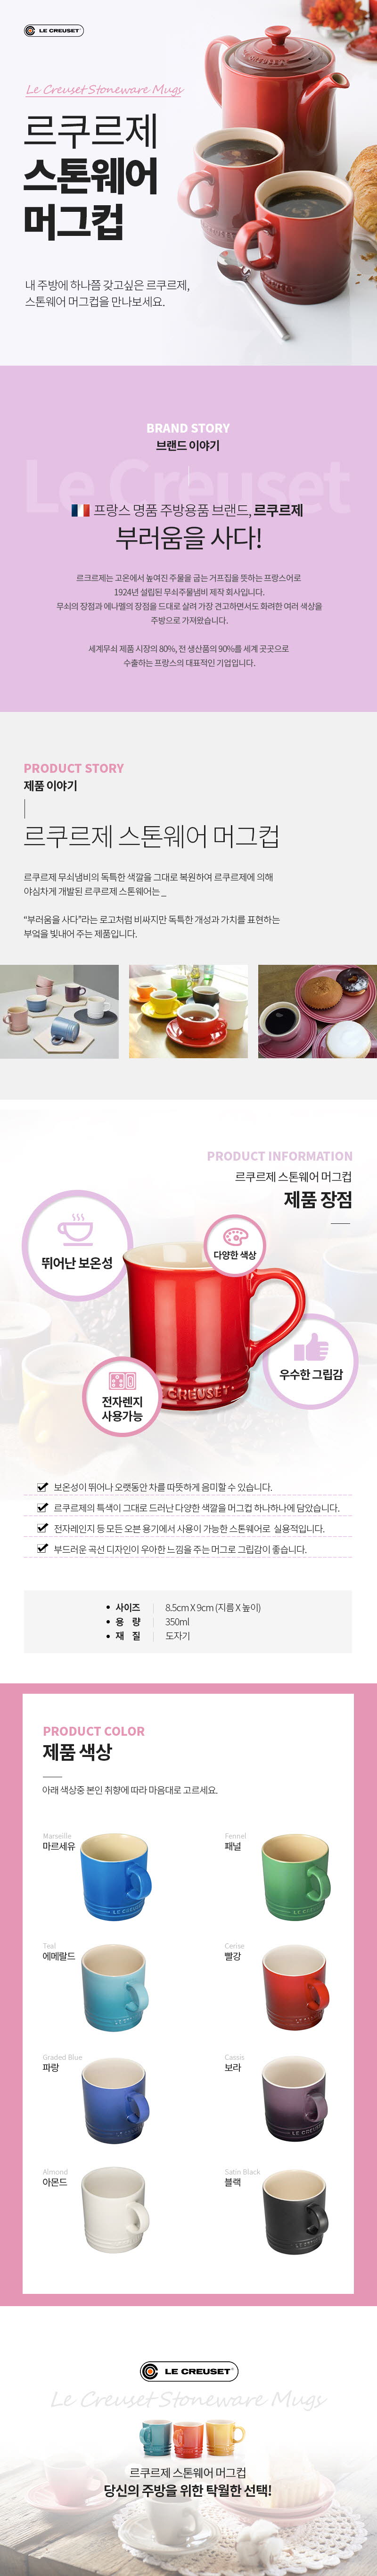 LE CREUSET
Le Creuset Stoneware Mugs
르쿠르제
스톤웨어
머그컵
내 주방에 하나쯤 갖고싶은 르쿠르제,
스톤웨어 머그컵을 만나보세요.
Le Creuset
BRAND STORY
브랜드 이야기
프랑스 명품 주방용품 브랜드, 르쿠르제
부러움을 사다!
르크르제는 고온에서 높여진 주물을 굽는 거프집을 뜻하는 프랑스어로
1924년 설립된 무쇠주물냄비 제작 회사입니다.
무쇠의 장점과 에나멜의 장점을 드대로 살려 가장 견고하면서도 화려한 여러 색상을
주방으로 가져왔습니다.
세계무쇠 제품 시장의 80%, 전 생산품의 90%를 세계 곳곳으로
수출하는 프랑스의 대표적인 기업입니다.
PRODUCT STORY
제품 이야기
르쿠르제 스톤웨어 머그컵
르쿠르제 무쇠냄비의 독특한 색깔을 그대로 복원하여 르쿠르제에 의해
야심차게 개발된 르쿠르제 스톤웨어는 _
“부러움을 사다”라는 로고처럼 비싸지만 독특한 개성과 가치를 표현하는
부엌을 빛내어 주는 제품입니다.
PRODUCT INFORMATION
르쿠르제 스톤웨어 머그컵
제품 장점
뛰어난 보온성
다양한 색상
우수한 그립감
전자렌지
사용가능
CREUSET
보온성이 뛰어나 오랫동안 차를 따뜻하게 음미할 수 있습니다.
르쿠르제의 특색이 그대로 드러난 다양한 색깔을 머그컵 하나하나에 담았습니다.
전자레인지 등 모든 오븐 용기에서 사용이 가능한 스톤웨어로 실용적입니다.
부드러운 곡선 디자인이 우아한 느낌을 주는 머그로 그립감이 좋습니다.
사이즈 8.5cm X 9cm (지름 X 높이)
용 량 350ml
재 질 도자기
PRODUCT COLOR
제품 색상
아래 색상중 본인 취향에 따라 마음대로 고르세요.
Marseille
마르세유
Fennel
패널
Teal
에메랄드
Cerise
빨강
Graded Blue
파랑
Cassis
보라
Almond
아몬드
Satin Black
블랙
LE CREUSET
Le Creuset Stoneware Mugs
르쿠르제 스톤웨어 머그컵
당신의 주방을 위한 탁월한 선택!